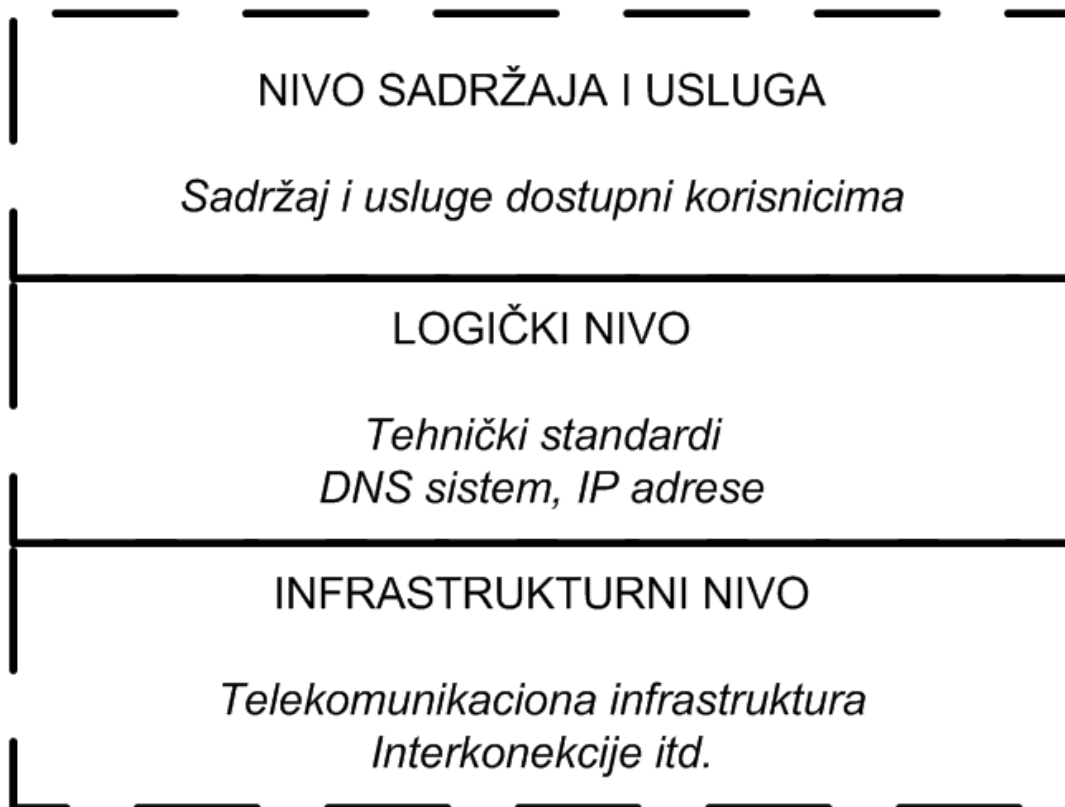 NIVO SADRŽAJA I USLUGA
Sadržaj i usluge dostupni korisnicima
LOGIČKI NIVO
Tehnički standardi
DNS sistem, IP adrese
INFRASTRUKTURNI NIVO
Telekomunikaciona infrastruktura
Interkonekcije itd.